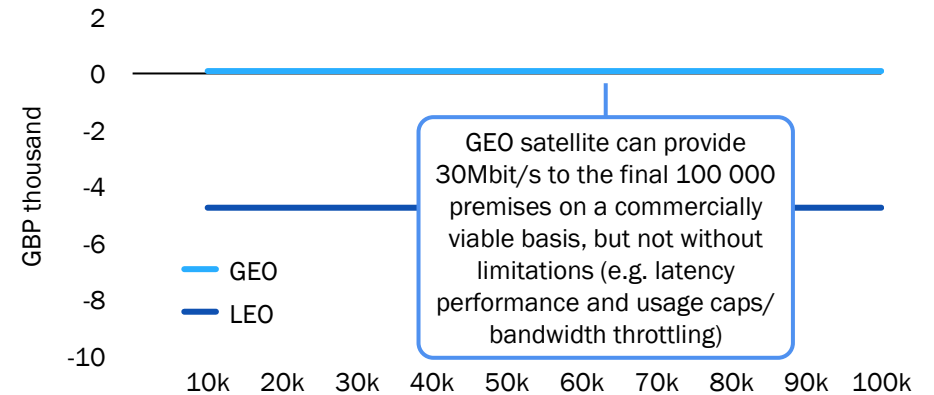 2
0
-2
-4
-6
-8
-10
GBP thousand
GEO satellite can provide
30Mbit/s to the final 100 000
premises on a commercially
viable basis, but not without
limitations (e.g. latency
performance and usage caps/
bandwidth throttling)
GEO
LEO
10k 20k 30k 40k 50k 60k 70k 80k 90k 100k